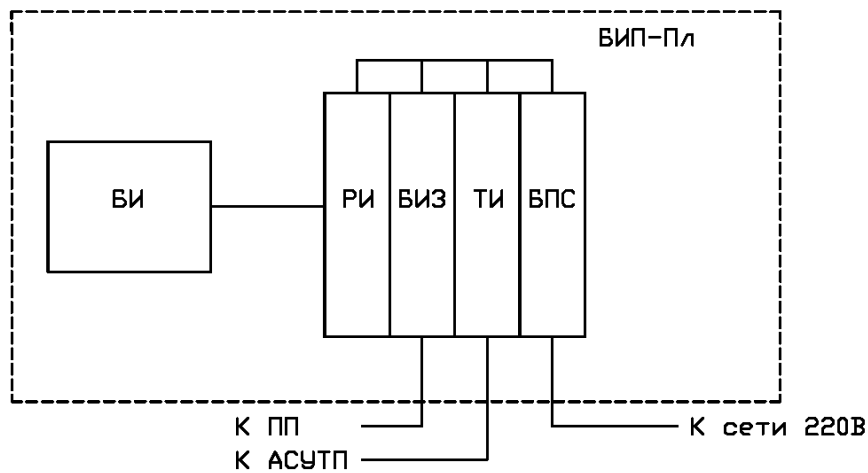 БИП-Пл
БИ
РИ
БИЗ
ТИ
БПС
К ПП
К АСУТП
К сети 220В